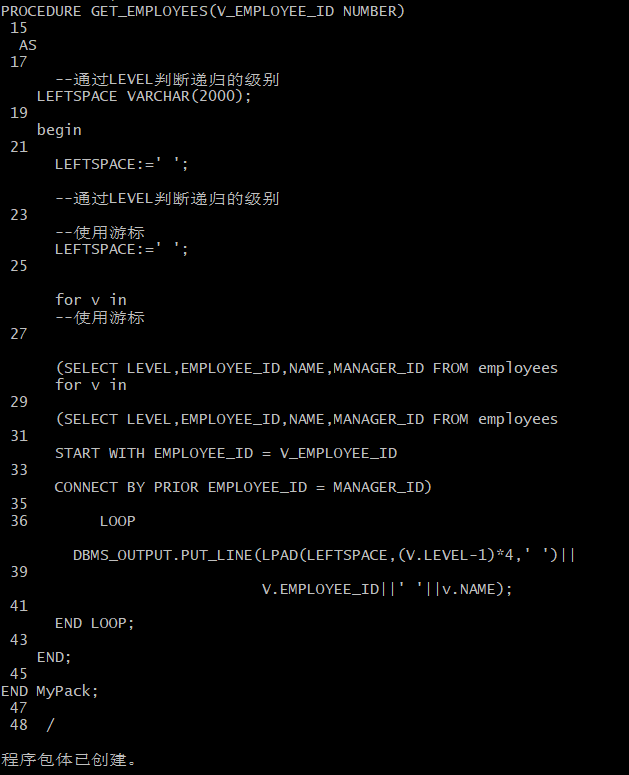 PROCEDURE GET_EMPLOYEES(V_EMPLOYEE_ID NUMBER)
15
AS
17
--通过LEVEL判断递归的级别
LEFTSPACE VARCHAR(2000);
19
begin
21
LEFTSPACE:=' ';
--通过LEVEL判断递归的级别
23
--使用游标
LEFTSPACE:=' ';
25
for v in
--使用游标
27
(SELECT LEVEL,EMPLOYEE_ID,NAME,MANAGER_ID FROM employees
for v in
29
(SELECT LEVEL,EMPLOYEE_ID,NAME,MANAGER_ID FROM employees
31
START WITH EMPLOYEE_ID = V_EMPLOYEE_ID
33
CONNECT BY PRIOR EMPLOYEE_ID = MANAGER_ID)
35
36 LOOP
DBMS_OUTPUT.PUT_LINE(LPAD(LEFTSPACE,(V.LEVEL-1)*4,' ')||
39
V.EMPLOYEE_ID||' '||v.NAME);
41
END LOOP;
43
END;
45
END MyPack;
47
48 /
程序包体已创建。